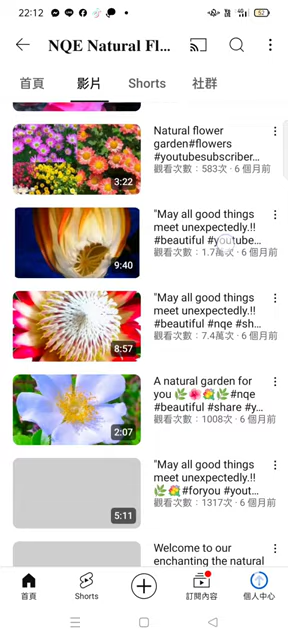 22:12
NQE Natural Fl...
首頁 影片 Shorts 社群
3:22
Natural flower
garden#flowers
#youtubesubscriber...
觀看次數：583次 · 6 個月前
9:40
"May all good things
meet unexpectedly.!!
#beautiful #youtube...
觀看次數：1.7萬次 · 6 個月前
8:57
"May all good things
meet unexpectedly.!!
#beautiful #nqe #sh...
觀看次數：7.4萬次 · 6 個月前
2:07
A natural garden for
you 🌿🌺💐🌿#nqe
#beautiful #share #y...
觀看次數：1008次 · 6 個月前
5:11
"May all good things
meet unexpectedly.!!
🌿💐#foryou #yout...
觀看次數：1317次 · 6 個月前
Welcome to our
enchanting the natural
首頁 Shorts 訂閱內容 個人中心